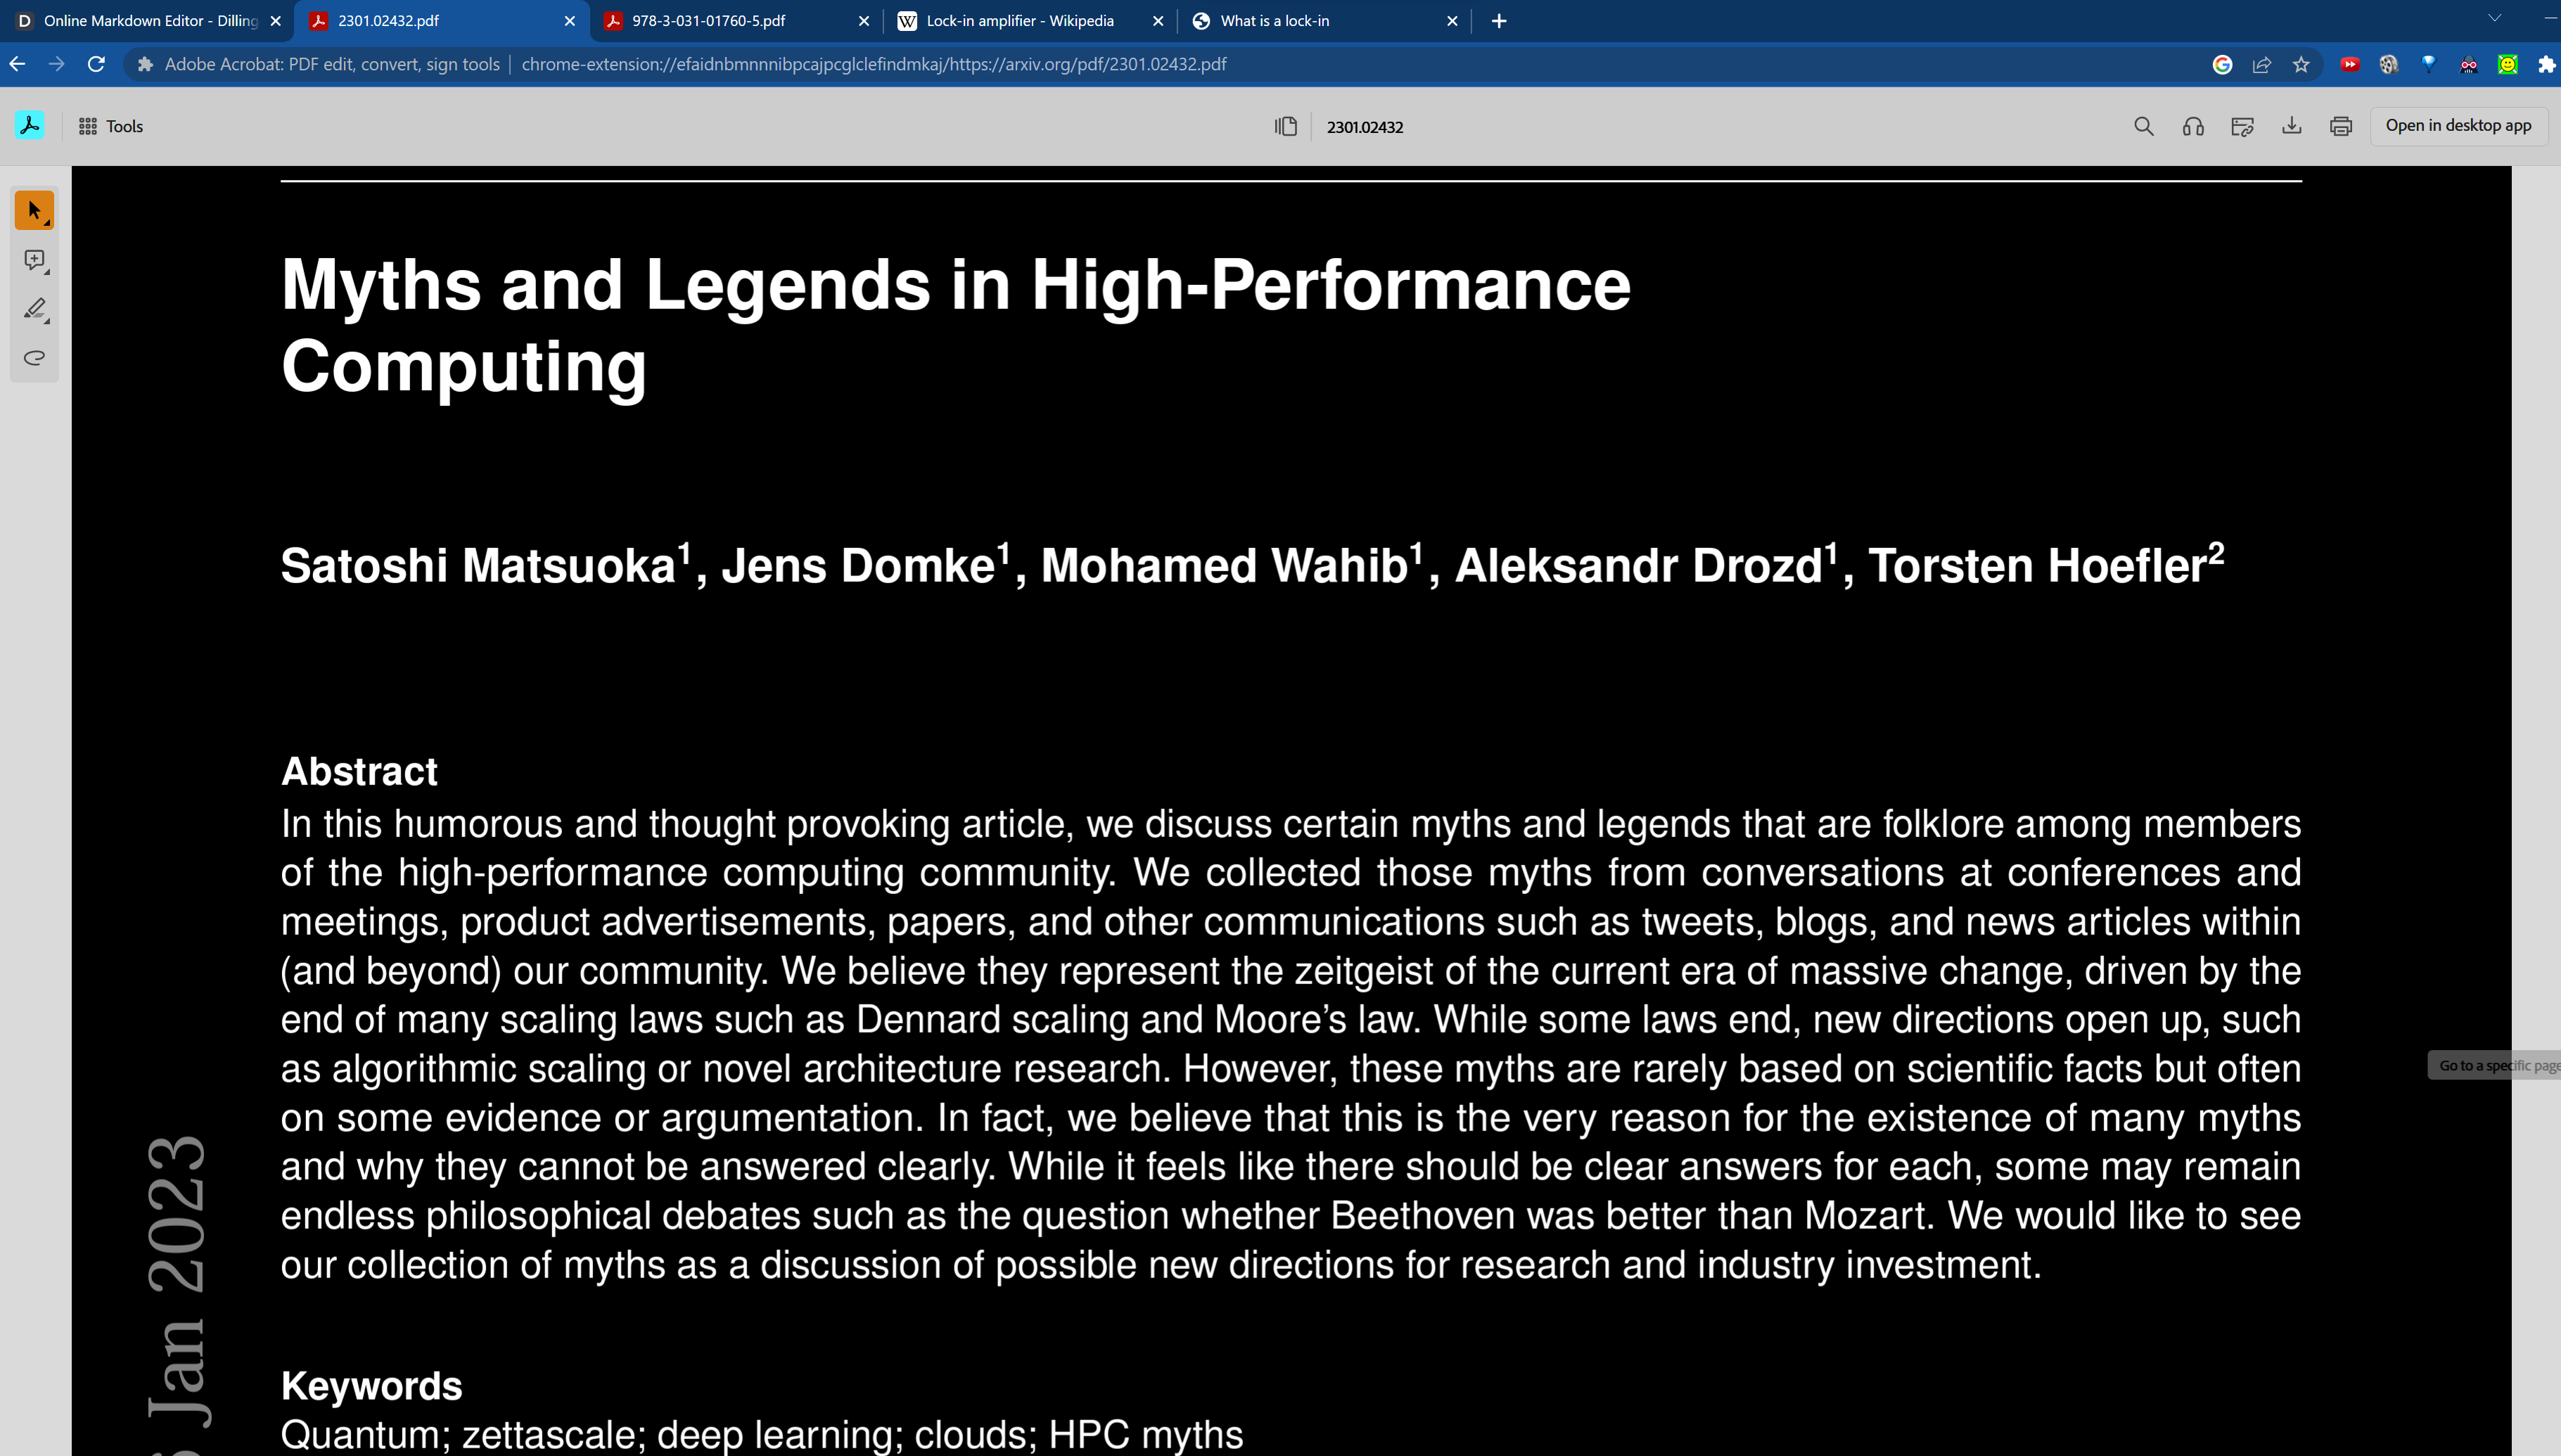 Online Markdown Editor - Dilling
2301.02432.pdf
978-3-031-01760-5.pdf
Lock-in amplifier - Wikipedia
What is a lock-in
Adobe Acrobat: PDF edit, convert, sign tools | chrome-extension://efaidnbmnnnibpcajpcglclefindmkaj/https://arxiv.org/pdf/2301.02432.pdf
Tools
2301.02432
Open in desktop app
Myths and Legends in High-Performance
Computing
Satoshi Matsuoka¹, Jens Domke¹, Mohamed Wahib¹, Aleksandr Drozd¹, Torsten Hoefler²
Abstract
In this humorous and thought provoking article, we discuss certain myths and legends that are folklore among members
of the high-performance computing community. We collected those myths from conversations at conferences and
meetings, product advertisements, papers, and other communications such as tweets, blogs, and news articles within
(and beyond) our community. We believe they represent the zeitgeist of the current era of massive change, driven by the
end of many scaling laws such as Dennard scaling and Moore's law. While some laws end, new directions open up, such
as algorithmic scaling or novel architecture research. However, these myths are rarely based on scientific facts but often
on some evidence or argumentation. In fact, we believe that this is the very reason for the existence of many myths
and why they cannot be answered clearly. While it feels like there should be clear answers for each, some may remain
endless philosophical debates such as the question whether Beethoven was better than Mozart. We would like to see
our collection of myths as a discussion of possible new directions for research and industry investment.
Go to a specific page
Jan 2023
Keywords
Quantum; zettascale; deep learning; clouds; HPC myths